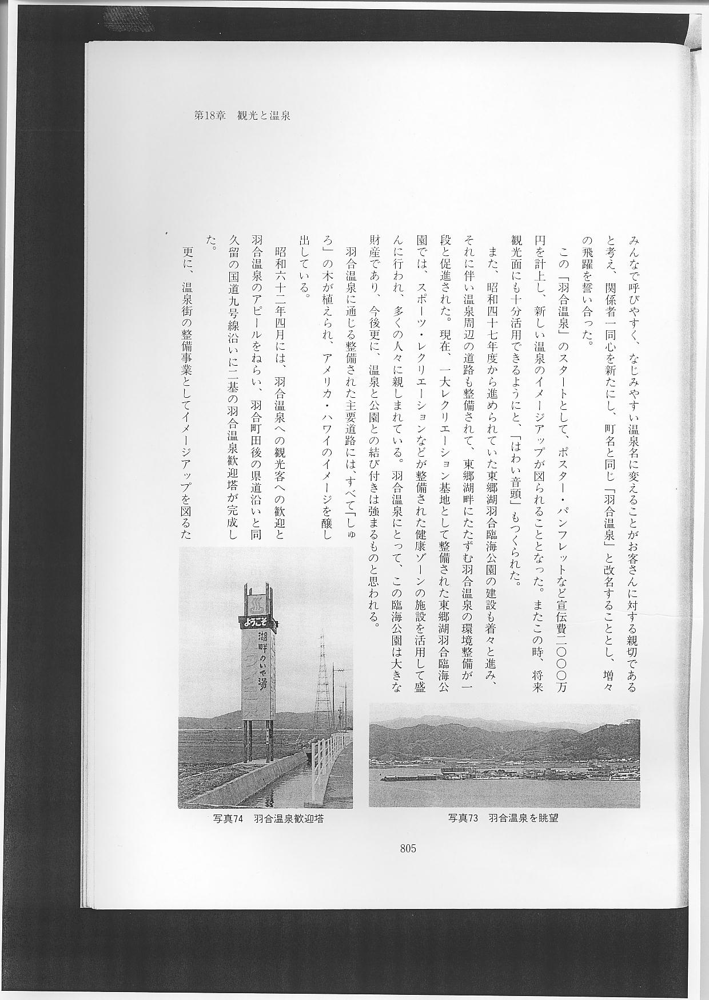 第18章　観光と温泉
みんなで呼びやすく、なじみやすい温泉名に変えることがお客さんに対する親切である
と考え、関係者一同心を新たにし、町名と同じ「羽合温泉」と改名することとし、増々
の飛躍を誓い合った。
この「羽合温泉」のスタートとして、ポスター・パンフレットなど宣伝費二〇〇〇万
円を計上し、新しい温泉のイメージアップが図られることとなった。またこの時、将来
観光面にも十分活用できるようにと、「はわい音頭」もつくられた。
また、昭和四十七年度から進められていた東郷湖羽合臨海公園の建設も着々と進み、
それに伴い温泉周辺の道路も整備されて、東郷湖畔にたたずむ羽合温泉の環境整備が一
段と促進された。現在、一大レクリエーション基地として整備された東郷湖羽合臨海公
園では、スポーツ・レクリエーションなどが整備された健康ゾーンの施設を活用して盛
んに行われ、多くの人々に親しまれている。羽合温泉にとって、この臨海公園は大きな
財産であり、今後更に、温泉と公園との結び付きは強まるものと思われる。
羽合温泉に通じる整備された主要道路には、すべて「しゅ
ろ」の木が植えられ、アメリカ・ハワイのイメージを醸し
出している。
昭和六十二年四月には、羽合温泉への観光客への歓迎と
羽合温泉のアピールをねらい、羽合町田後の県道沿いと同
久留の国道九号線沿いに二基の羽合温泉歓迎塔が完成し
た。
更に、温泉街の整備事業としてイメージアップを図るた
ようこそ
湖畔のいで湯
写真73　羽合温泉を眺望
写真74　羽合温泉歓迎塔
805